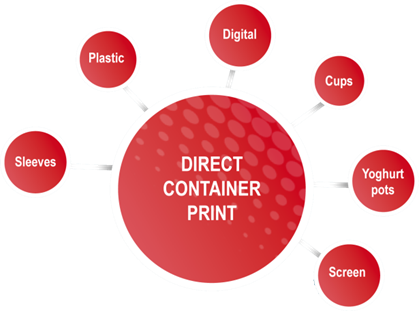 Digital
Plastic
Cups
Sleeves
DIRECT
CONTAINER
PRINT
Yoghurt
pots
Screen